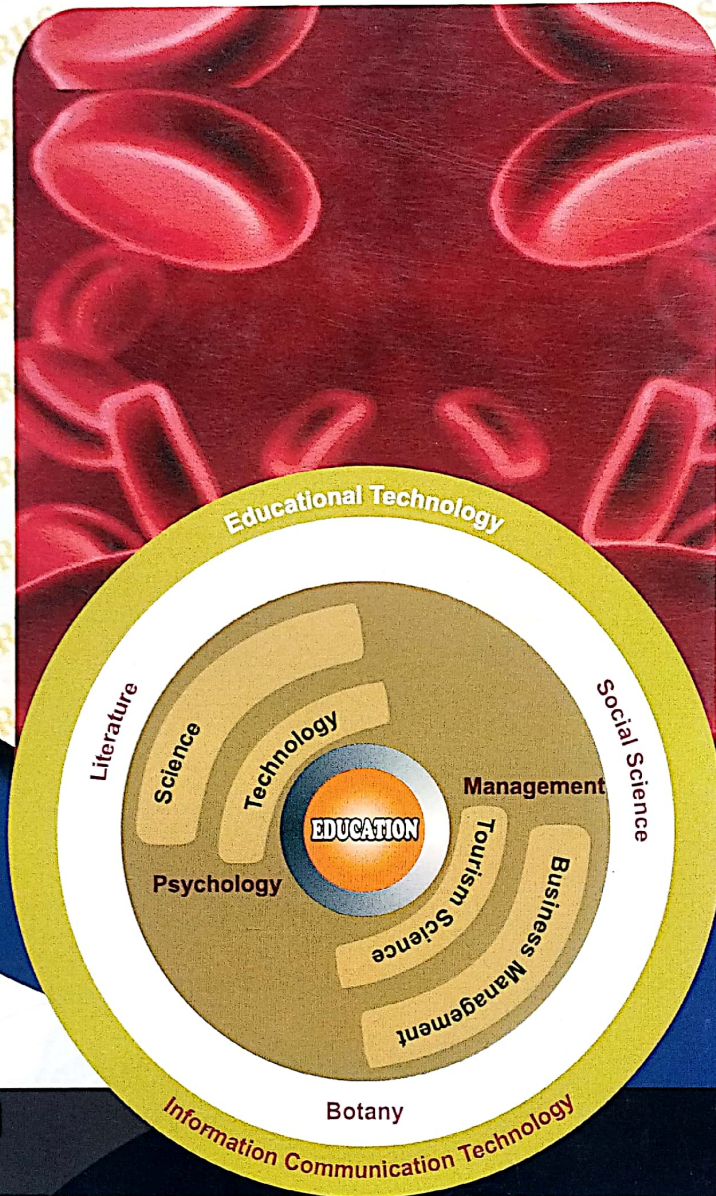 Educational Technology
Literature
Social Science
Science
Technology
Management
EDUCATION
Psychology
Tourism Science
Business Management
Botany
Information Communication Technology